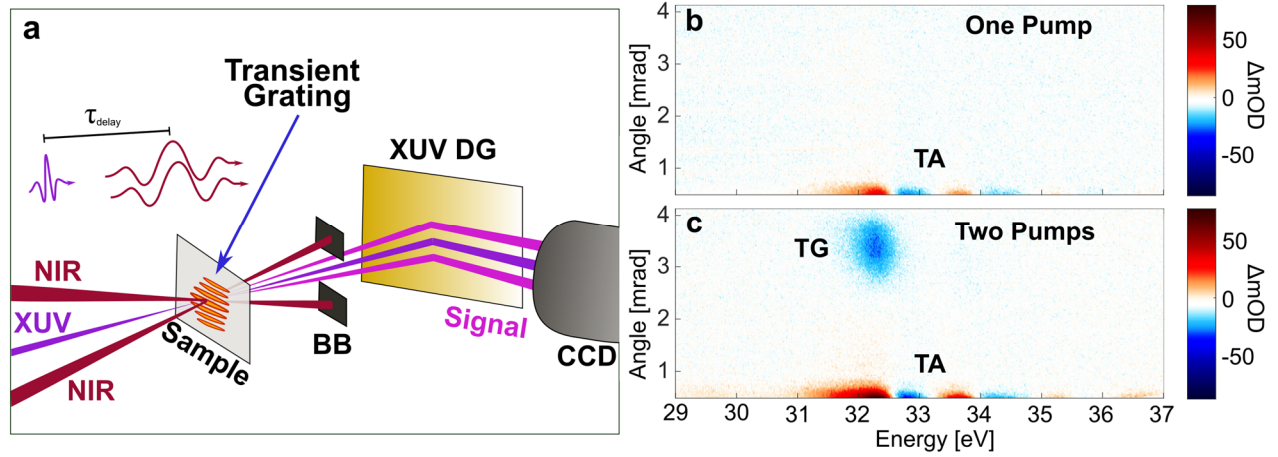 a
Transient
Grating
τdelay
XUV DG
NIR
XUV
NIR
Sample
BB
Signal
CCD
b
One Pump
TA
Angle [mrad]
4
3
2
1
50
0
-50
ΔmOD
c
Two Pumps
TG
TA
Angle [mrad]
4
3
2
1
29 30 31 32 33 34 35 36 37
Energy [eV]
50
0
-50
ΔmOD